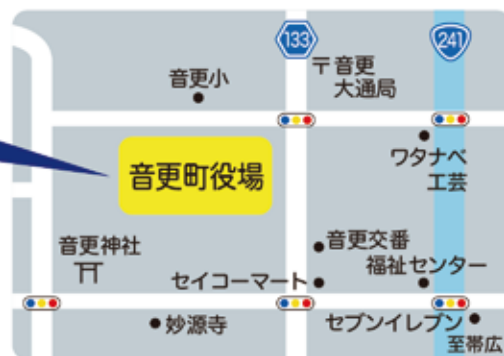 133
241
〒音更
大通局
音更小
ワタナベ
工芸
音更町役場
音更神社
音更交番
福祉センター
セイコーマート
妙源寺
セブンイレブン
至帯広